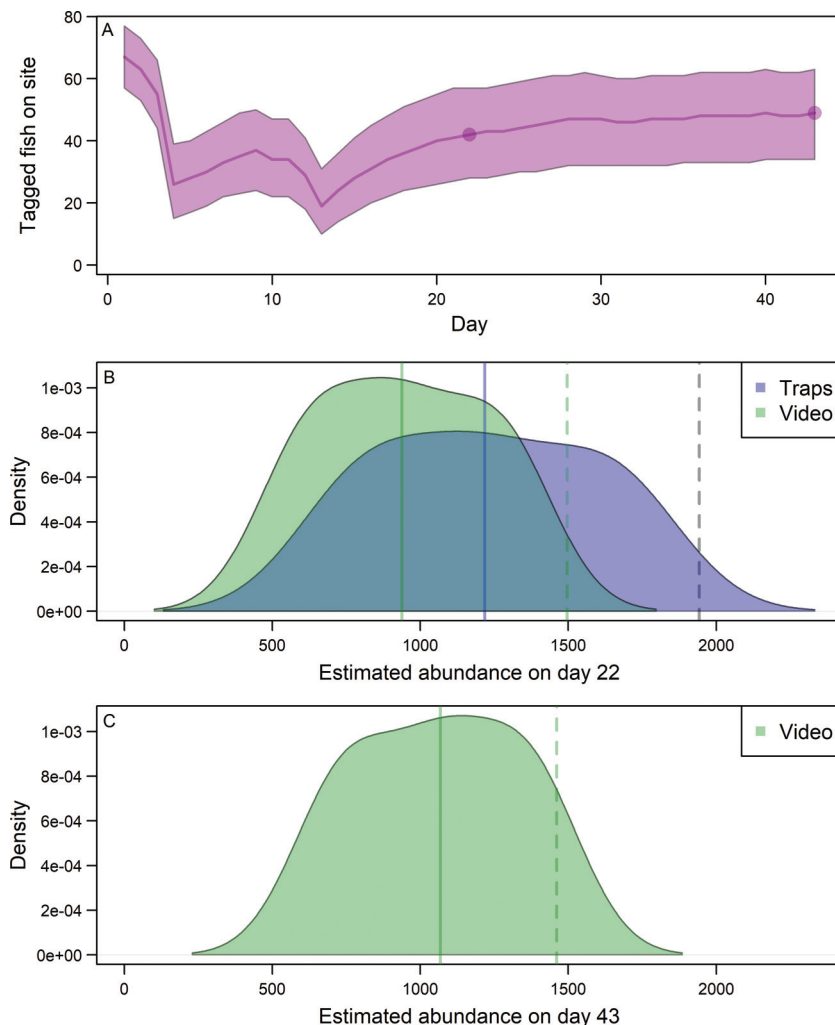 A
80
60
40
20
0
Tagged fish on site
0 10 20 30 40
Day
B
Traps
Video
1e-03
8e-04
6e-04
4e-04
2e-04
0e+00
Density
0 500 1000 1500 2000
Estimated abundance on day 22
C
Video
1e-03
8e-04
6e-04
4e-04
2e-04
0e+00
Density
0 500 1000 1500 2000
Estimated abundance on day 43